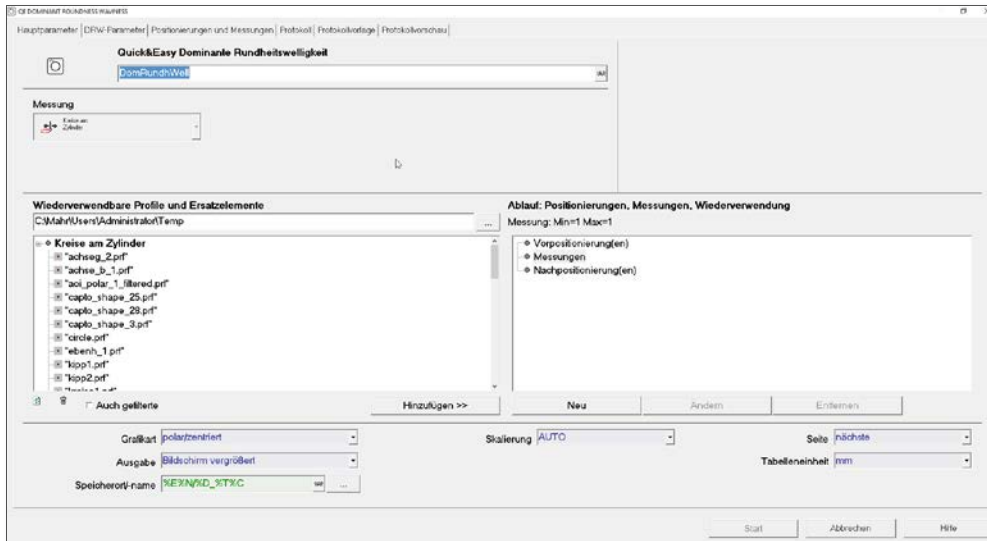 QE DOMINANT ROUNDNESS WAVINESS
Hauptparameter DRW-Parameter Positionierungen und Messungen Protokoll Protokollvorlage Protokollvorschau
Quick&Easy Dominante Rundheitswelligkeit
DomRundhWell
Messung
Kreise am
Zylinder
Wiederverwendbare Profile und Ersatzelemente
C:\Mahr\Users\Administrator\Temp
...
Kreise am Zylinder
"achseg_2.prf"
"achse_b_1.prf"
"aoi_polar_1_filtered.prf"
"capto_shape_25.prf"
"capto_shape_28.prf"
"capto_shape_3.prf"
"circle.prf"
"ebenh_1.prf"
"kipp1.prf"
"kipp2.prf"
Auch gefilterte
Hinzufügen >>
Ablauf: Positionierungen, Messungen, Wiederverwendung
Messung: Min=1 Max=1
Vorpositionierung(en)
Messungen
Nachpositionierung(en)
Neu Ändern Entfernen
Grafikart polar/zentriert Skalierung AUTO Seite nächste
Ausgabe Bildschirm vergrößert Tabelleneinheit mm
Speicherort/-name %E%N/%D_%T%C ...
Start Abbrechen Hilfe